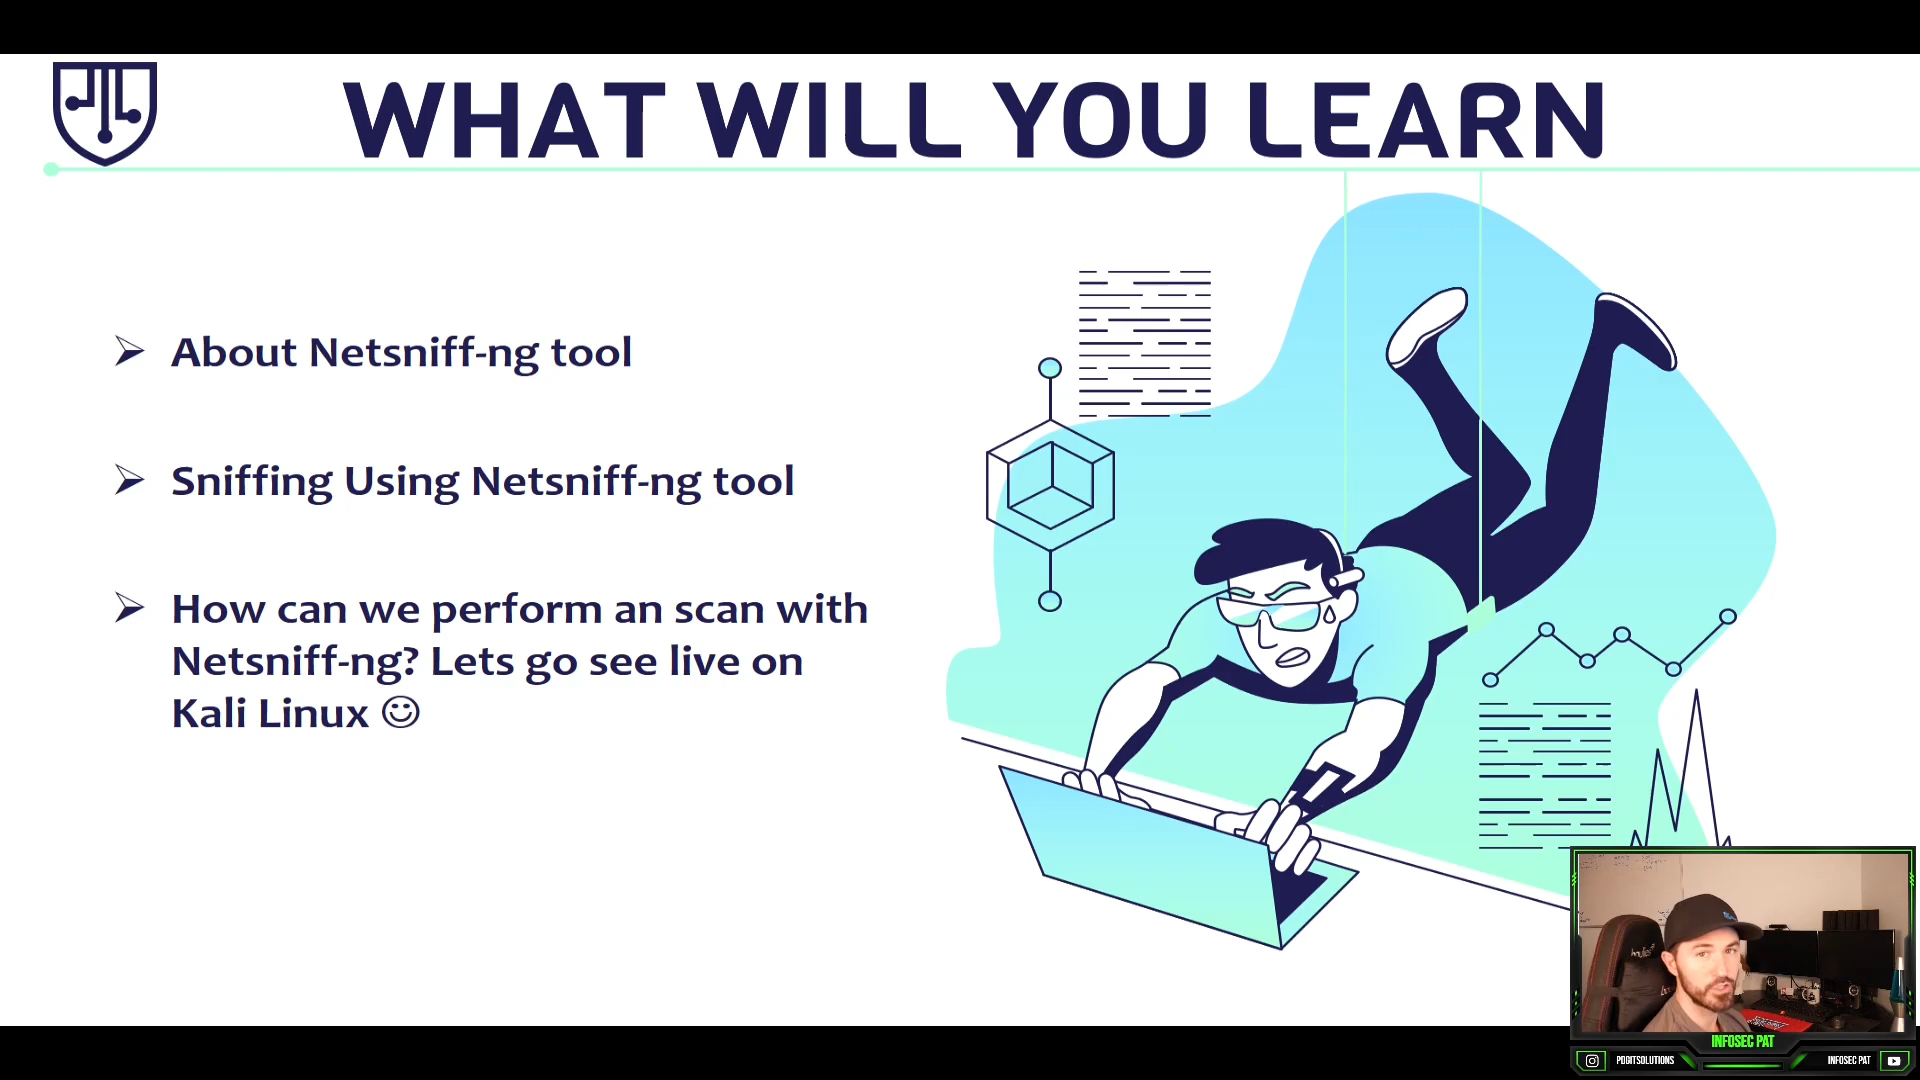 WHAT WILL YOU LEARN
About Netsniff-ng tool
Sniffing Using Netsniff-ng tool
How can we perform an scan with
Netsniff-ng? Lets go see live on
Kali Linux ☺
INFOSEC PAT
PDDITSOLUTIONS
INFOSEC PAT